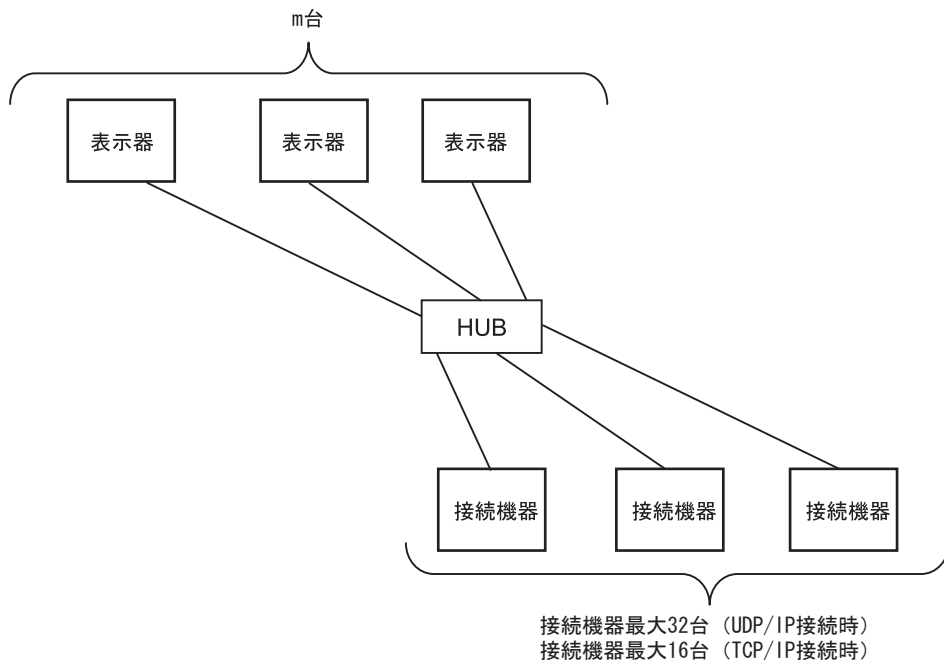 m台
表示器
表示器
表示器
HUB
接続機器
接続機器
接続機器
接続機器最大32台（UDP/IP接続時）
接続機器最大16台（TCP/IP接続時）